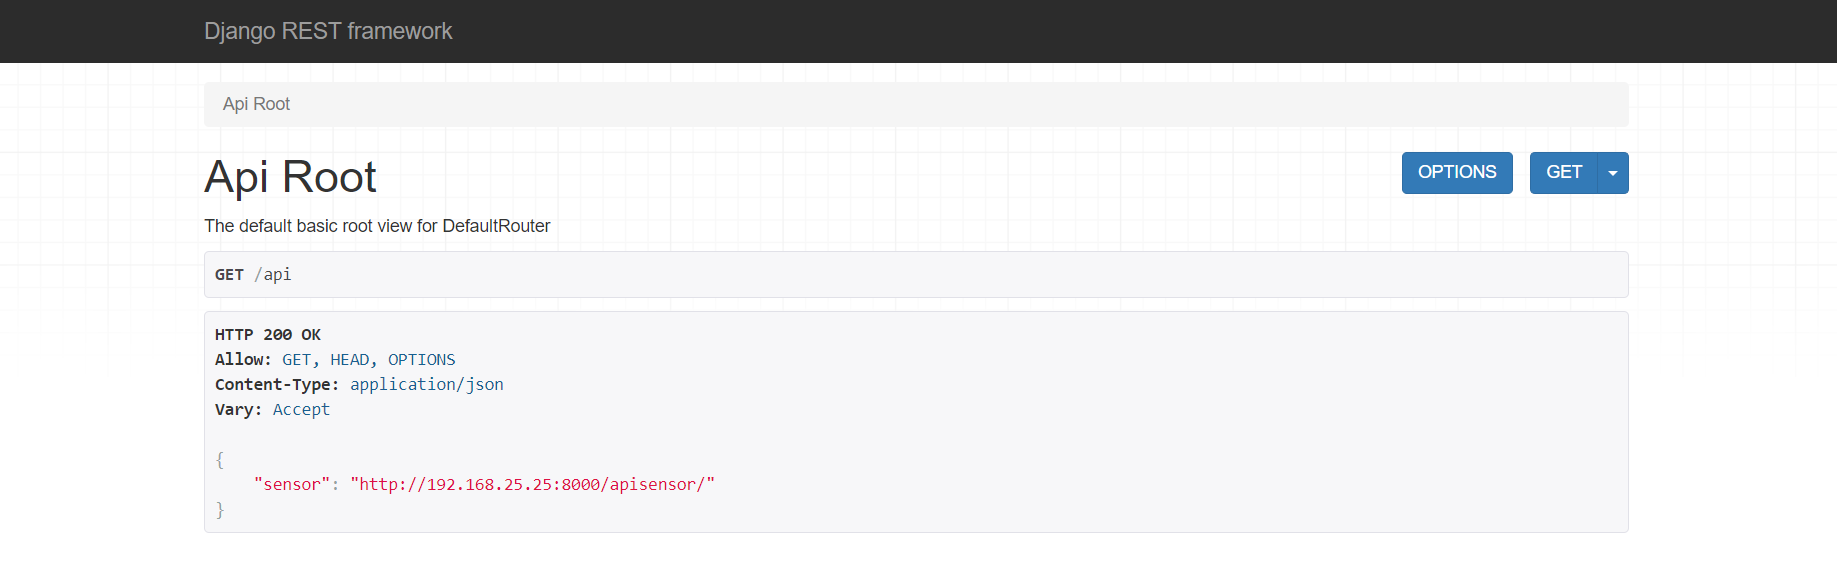 Django REST framework
Api Root
Api Root
OPTIONS
GET
The default basic root view for DefaultRouter
GET /api
HTTP 200 OK
Allow: GET, HEAD, OPTIONS
Content-Type: application/json
Vary: Accept
{
    "sensor": "http://192.168.25.25:8000/apisensor/"
}